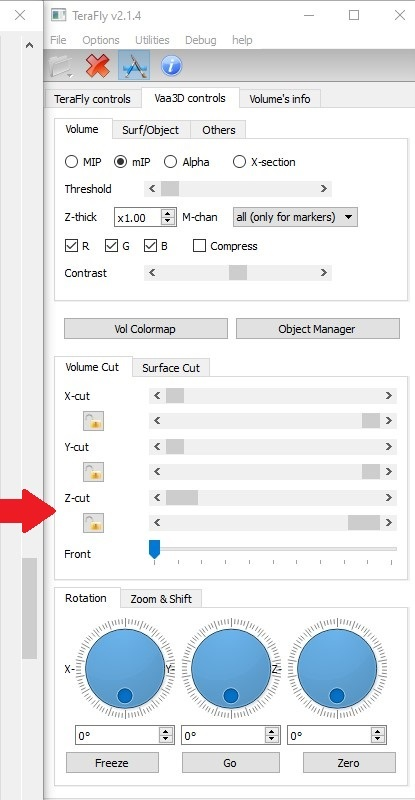 TeraFly v2.1.4
File Options Utilities Debug help
TeraFly controls Vaa3D controls Volume's info
Volume Surf/Object Others
MIP mIP Alpha X-section
Threshold
Z-thick x1.00 M-chan all (only for markers)
R G B Compress
Contrast
Vol Colormap Object Manager
Volume Cut Surface Cut
X-cut
Y-cut
Z-cut
Front
Rotation Zoom & Shift
X- Y- Z-
0° 0° 0°
Freeze Go Zero